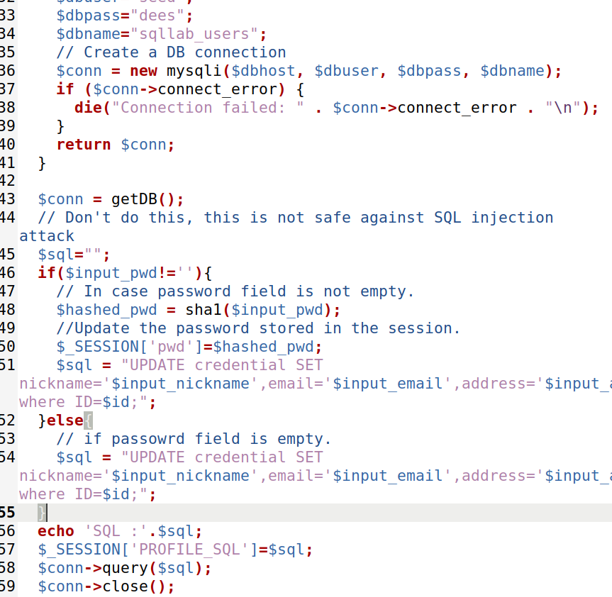 33 $dbpass="dees";
34 $dbname="sqllab_users";
35 // Create a DB connection
36 $conn = new mysqli($dbhost, $dbuser, $dbpass, $dbname);
37 if ($conn->connect_error) {
38 die("Connection failed: " . $conn->connect_error . "\n");
39 }
40 return $conn;
41 }
42
43 $conn = getDB();
44 // Don't do this, this is not safe against SQL injection
attack
45 $sql="";
46 if($input_pwd!=''){
47 // In case password field is not empty.
48 $hashed_pwd = sha1($input_pwd);
49 //Update the password stored in the session.
50 $_SESSION['pwd']=$hashed_pwd;
51 $sql = "UPDATE credential SET
nickname='$input_nickname',email='$input_email',address='$input_a
where ID=$id;";
52 }else{
53 // if passowrd field is empty.
54 $sql = "UPDATE credential SET
nickname='$input_nickname',email='$input_email',address='$input_a
where ID=$id;";
55 }
56 echo 'SQL :'.$sql;
57 $_SESSION['PROFILE_SQL']=$sql;
58 $conn->query($sql);
59 $conn->close();